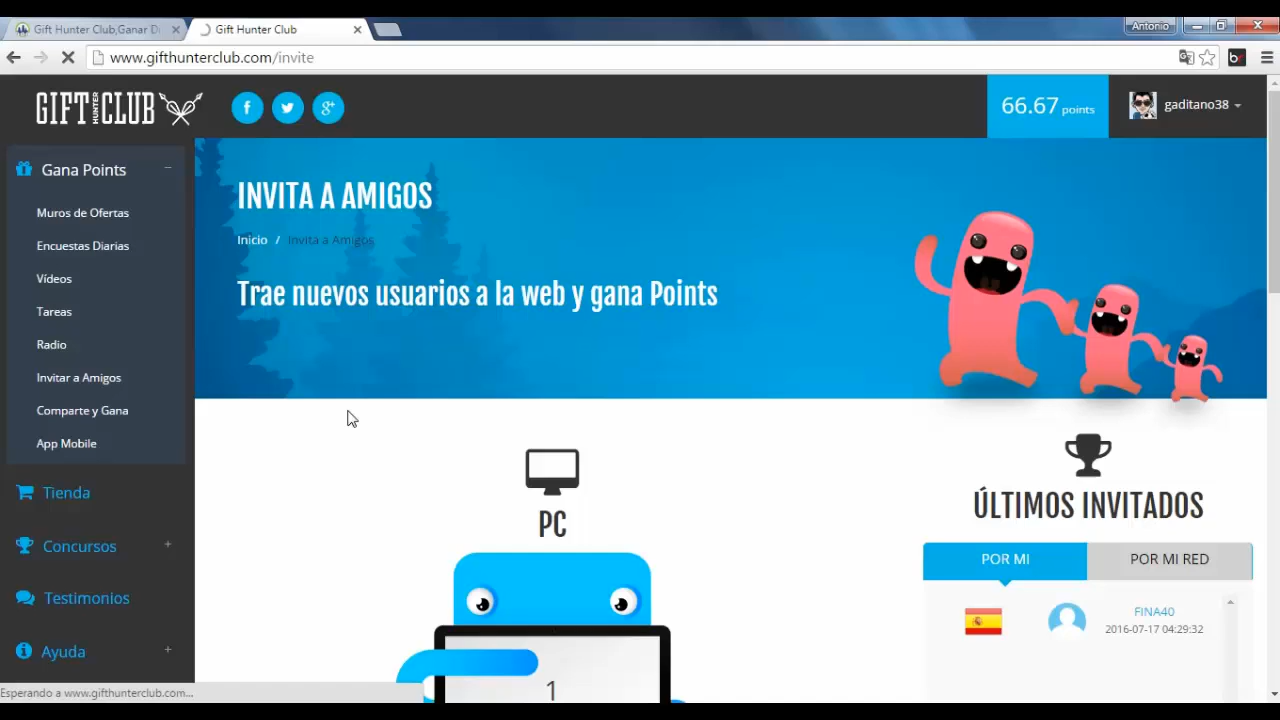 Gift Hunter Club,Ganar D
Gift Hunter Club
Antonio
www.gifthunterclub.com/invite
GIFT HUNTER CLUB
66.67 points
gaditano38
Gana Points
Muros de Ofertas
Encuestas Diarias
Vídeos
Tareas
Radio
Invitar a Amigos
Comparte y Gana
App Mobile
Tienda
Concursos
Testimonios
Ayuda
INVITA A AMIGOS
Inicio / Invita a Amigos
Trae nuevos usuarios a la web y gana Points
PC
1
ÚLTIMOS INVITADOS
POR MI
POR MI RED
FINA40
2016-07-17 04:29:32
Esperando a www.gifthunterclub.com...